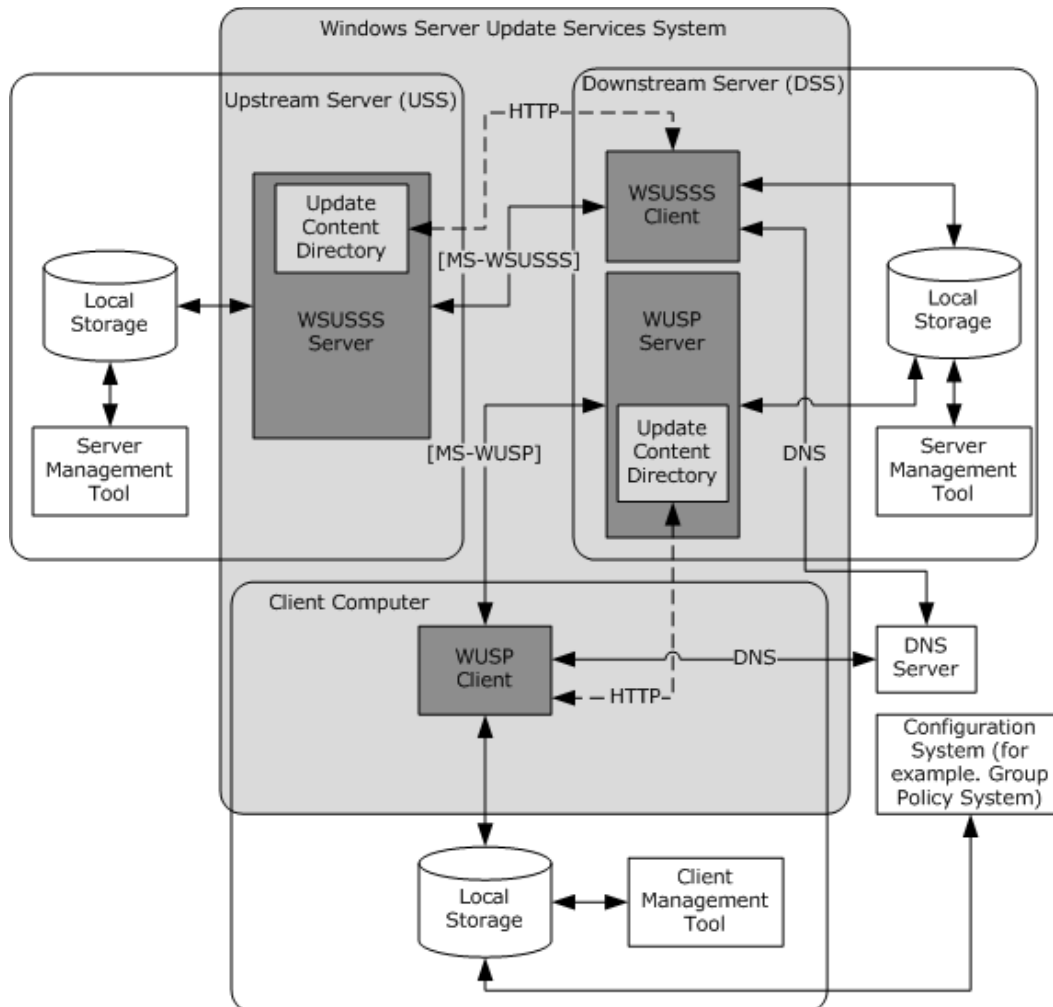 Windows Server Update Services System
Upstream Server (USS)
Downstream Server (DSS)
HTTP
Update
Content
Directory
WSUSSS
Server
WSUSSS
Client
[MS-WSUSSS]
Local
Storage
Server
Management
Tool
WUSP
Server
Update
Content
Directory
[MS-WUSP]
DNS
Local
Storage
Server
Management
Tool
Client Computer
WUSP
Client
DNS
HTTP
DNS
Server
Configuration
System (for
example. Group
Policy System)
Local
Storage
Client
Management
Tool